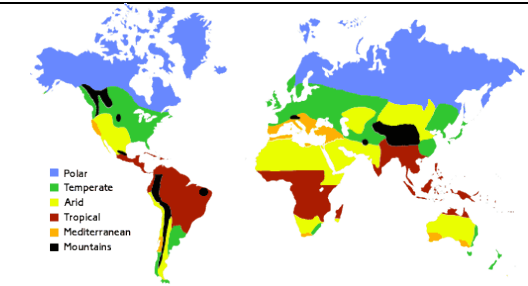 Polar
Temperate
Arid
Tropical
Mediterranean
Mountains